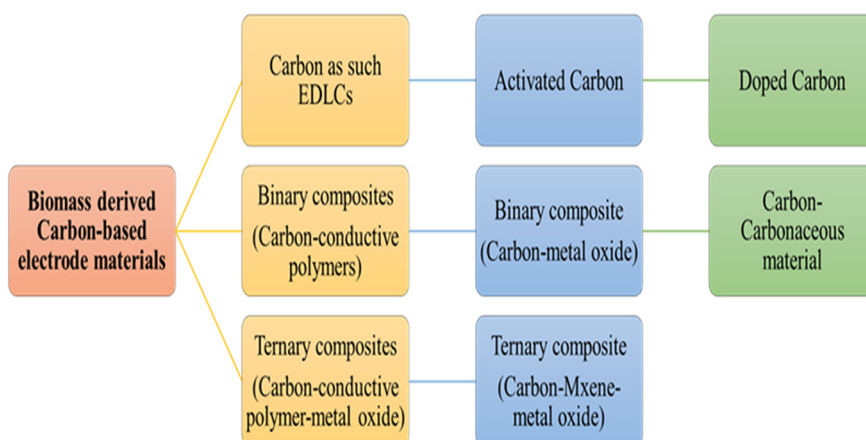 Biomass derived
Carbon-based
electrode materials
Carbon as such
EDLCs
Activated Carbon
Doped Carbon
Binary composites
(Carbon-conductive
polymers)
Binary composite
(Carbon-metal oxide)
Carbon-
Carbonaceous
material
Ternary composites
(Carbon-conductive
polymer-metal oxide)
Ternary composite
(Carbon-Mxene-
metal oxide)